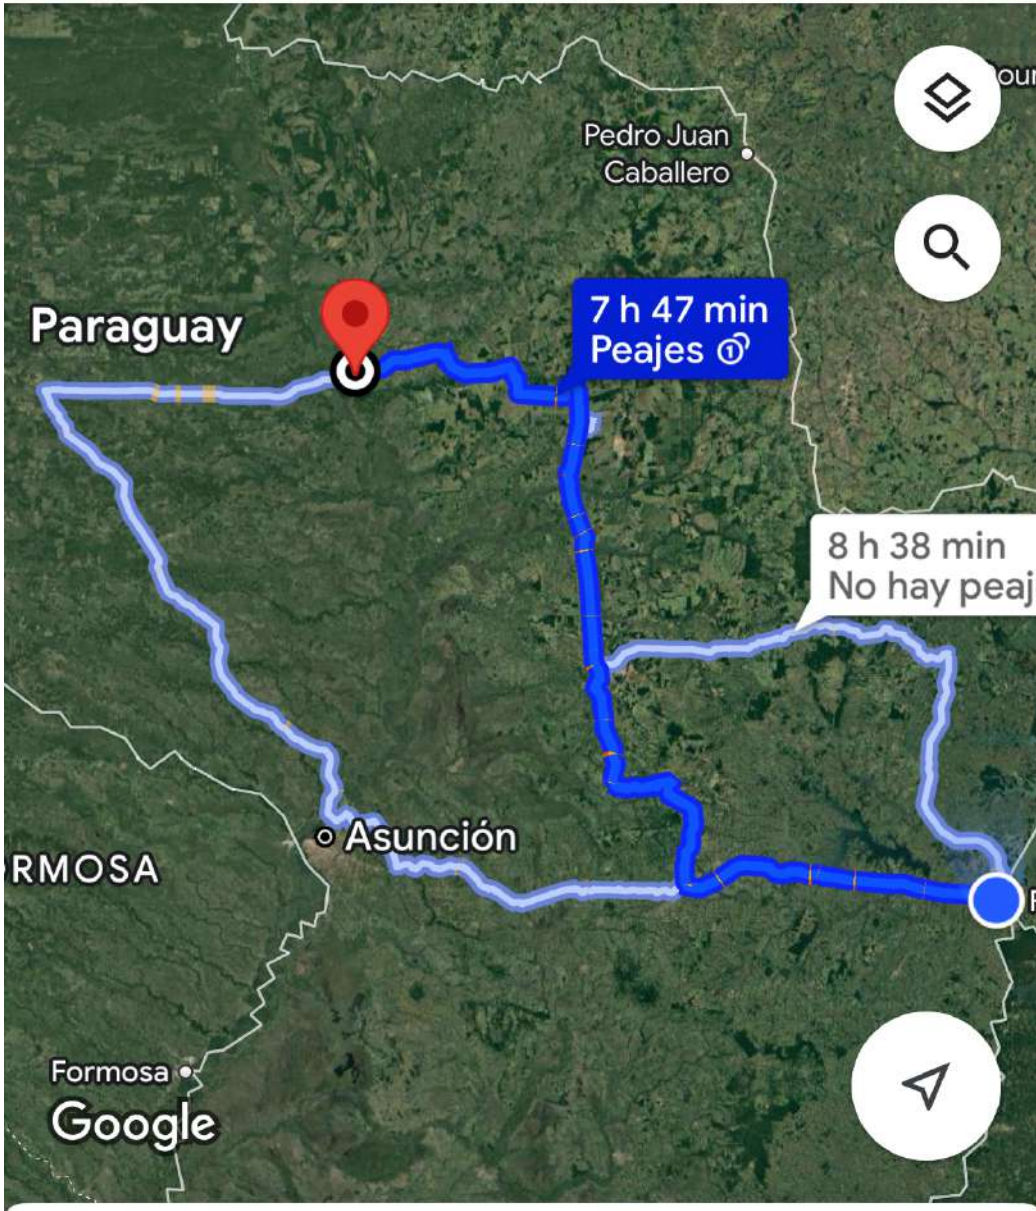 Pedro Juan
Caballero
Paraguay
7 h 47 min
Peajes
8 h 38 min
No hay peaj
Asunción
RMOSA
Formosa
Google